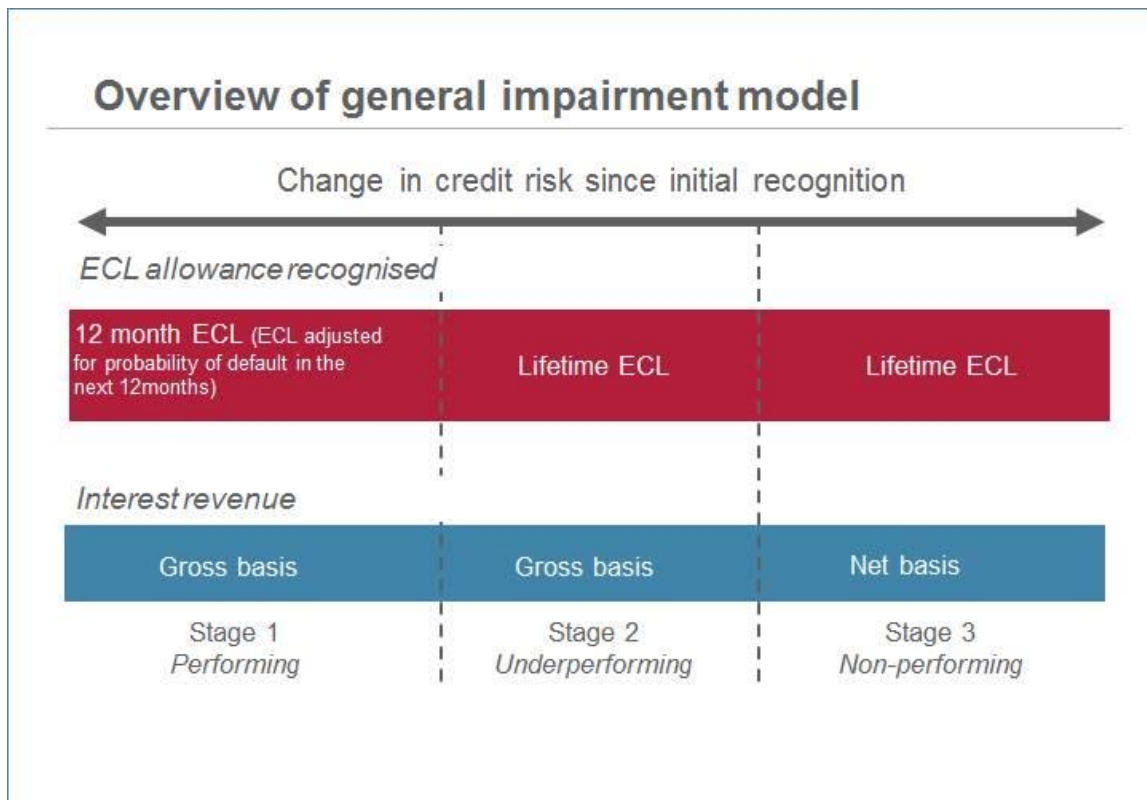 Overview of general impairment model
Change in credit risk since initial recognition
ECL allowance recognised
12 month ECL (ECL adjusted
for probability of default in the
next 12months)
Lifetime ECL
Lifetime ECL
Interest revenue
Gross basis
Gross basis
Net basis
Stage 1
Performing
Stage 2
Underperforming
Stage 3
Non-performing